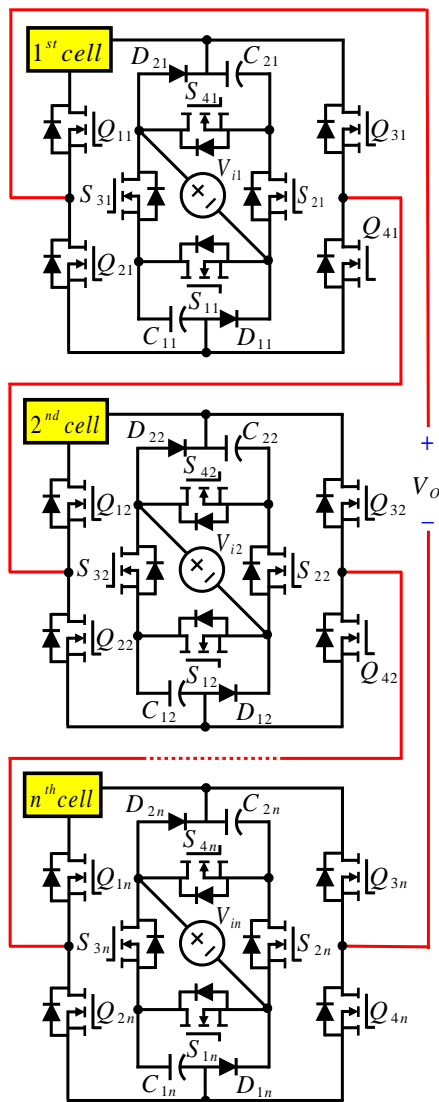 1st cell
D21
C21
S41
Q11
Q31
Vi1
S31
S21
Q21
Q41
S11
C11
D11
2nd cell
D22
C22
S42
+
VO
−
Q12
Q32
Vi2
S32
S22
Q22
S12
Q42
C12
D12
nth cell
D2n
C2n
S4n
Q1n
Q3n
Vin
S3n
S2n
Q2n
Q4n
S1n
C1n
D1n